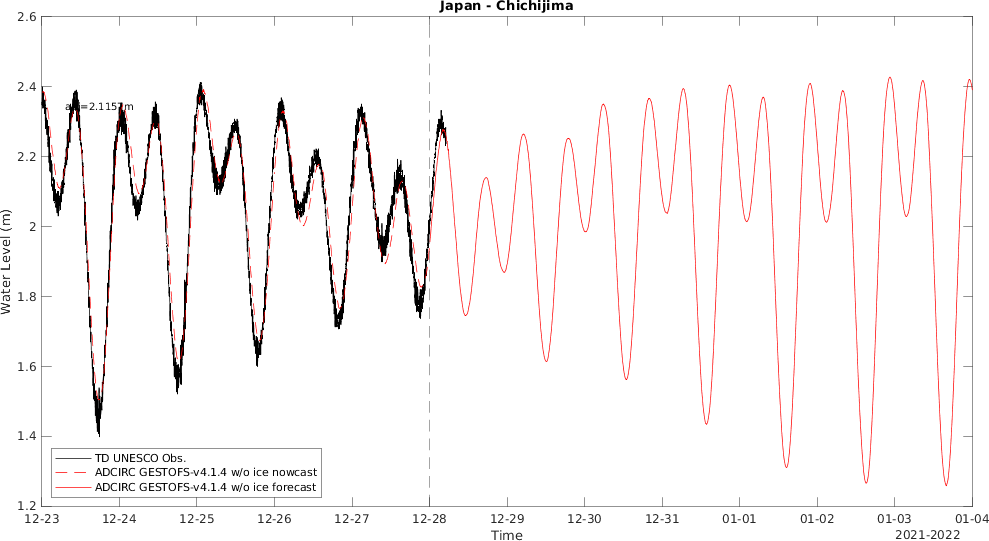 Japan - Chichijima
2.6
2.4
2.2
2
1.8
1.6
1.4
1.2
Water Level (m)
TD UNESCO Obs.
ADCIRC GESTOFS-v4.1.4 w/o ice nowcast
ADCIRC GESTOFS-v4.1.4 w/o ice forecast
12-23 12-24 12-25 12-26 12-27 12-28 12-29 12-30 12-31 01-01 01-02 01-03 01-04
Time
2021-2022